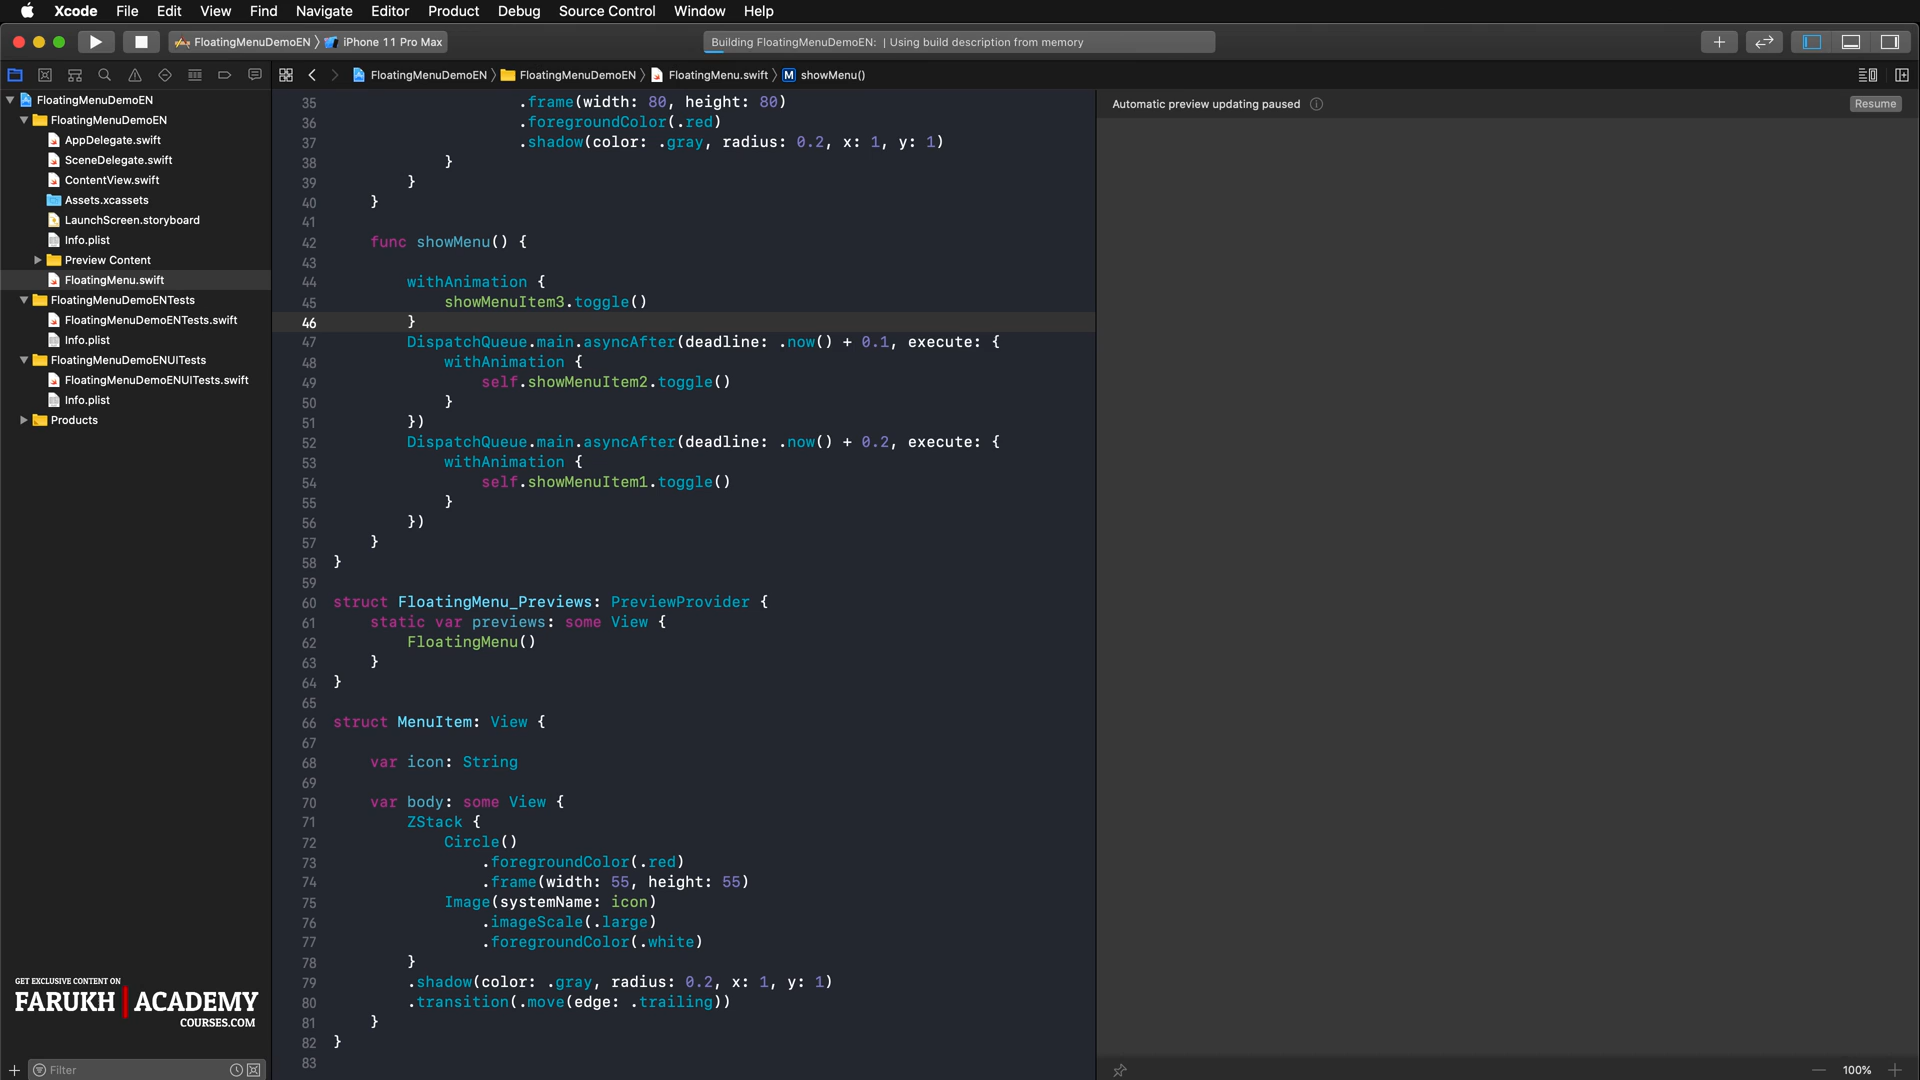 Xcode File Edit View Find Navigate Editor Product Debug Source Control Window Help
FloatingMenuDemoEN iPhone 11 Pro Max
Building FloatingMenuDemoEN: | Using build description from memory
FloatingMenuDemoEN FloatingMenuDemoEN FloatingMenu.swift M showMenu()
FloatingMenuDemoEN
FloatingMenuDemoEN
AppDelegate.swift
SceneDelegate.swift
ContentView.swift
Assets.xcassets
LaunchScreen.storyboard
Info.plist
Preview Content
FloatingMenu.swift
FloatingMenuDemoENTests
FloatingMenuDemoENTests.swift
Info.plist
FloatingMenuDemoENUITests
FloatingMenuDemoENUITests.swift
Info.plist
Products
GET EXCLUSIVE CONTENT ON
FARUKH ACADEMY
COURSES.COM
Filter
35 .frame(width: 80, height: 80)
36 .foregroundColor(.red)
37 .shadow(color: .gray, radius: 0.2, x: 1, y: 1)
38 }
39 }
40 }
41
42 func showMenu() {
43
44 withAnimation {
45 showMenuItem3.toggle()
46 }
47 DispatchQueue.main.asyncAfter(deadline: .now() + 0.1, execute: {
48 withAnimation {
49 self.showMenuItem2.toggle()
50 }
51 })
52 DispatchQueue.main.asyncAfter(deadline: .now() + 0.2, execute: {
53 withAnimation {
54 self.showMenuItem1.toggle()
55 }
56 })
57 }
58 }
59
60 struct FloatingMenu_Previews: PreviewProvider {
61 static var previews: some View {
62 FloatingMenu()
63 }
64 }
65
66 struct MenuItem: View {
67
68 var icon: String
69
70 var body: some View {
71 ZStack {
72 Circle()
73 .foregroundColor(.red)
74 .frame(width: 55, height: 55)
75 Image(systemName: icon)
76 .imageScale(.large)
77 .foregroundColor(.white)
78 }
79 .shadow(color: .gray, radius: 0.2, x: 1, y: 1)
80 .transition(.move(edge: .trailing))
81 }
82 }
83
Automatic preview updating paused
Resume
100%